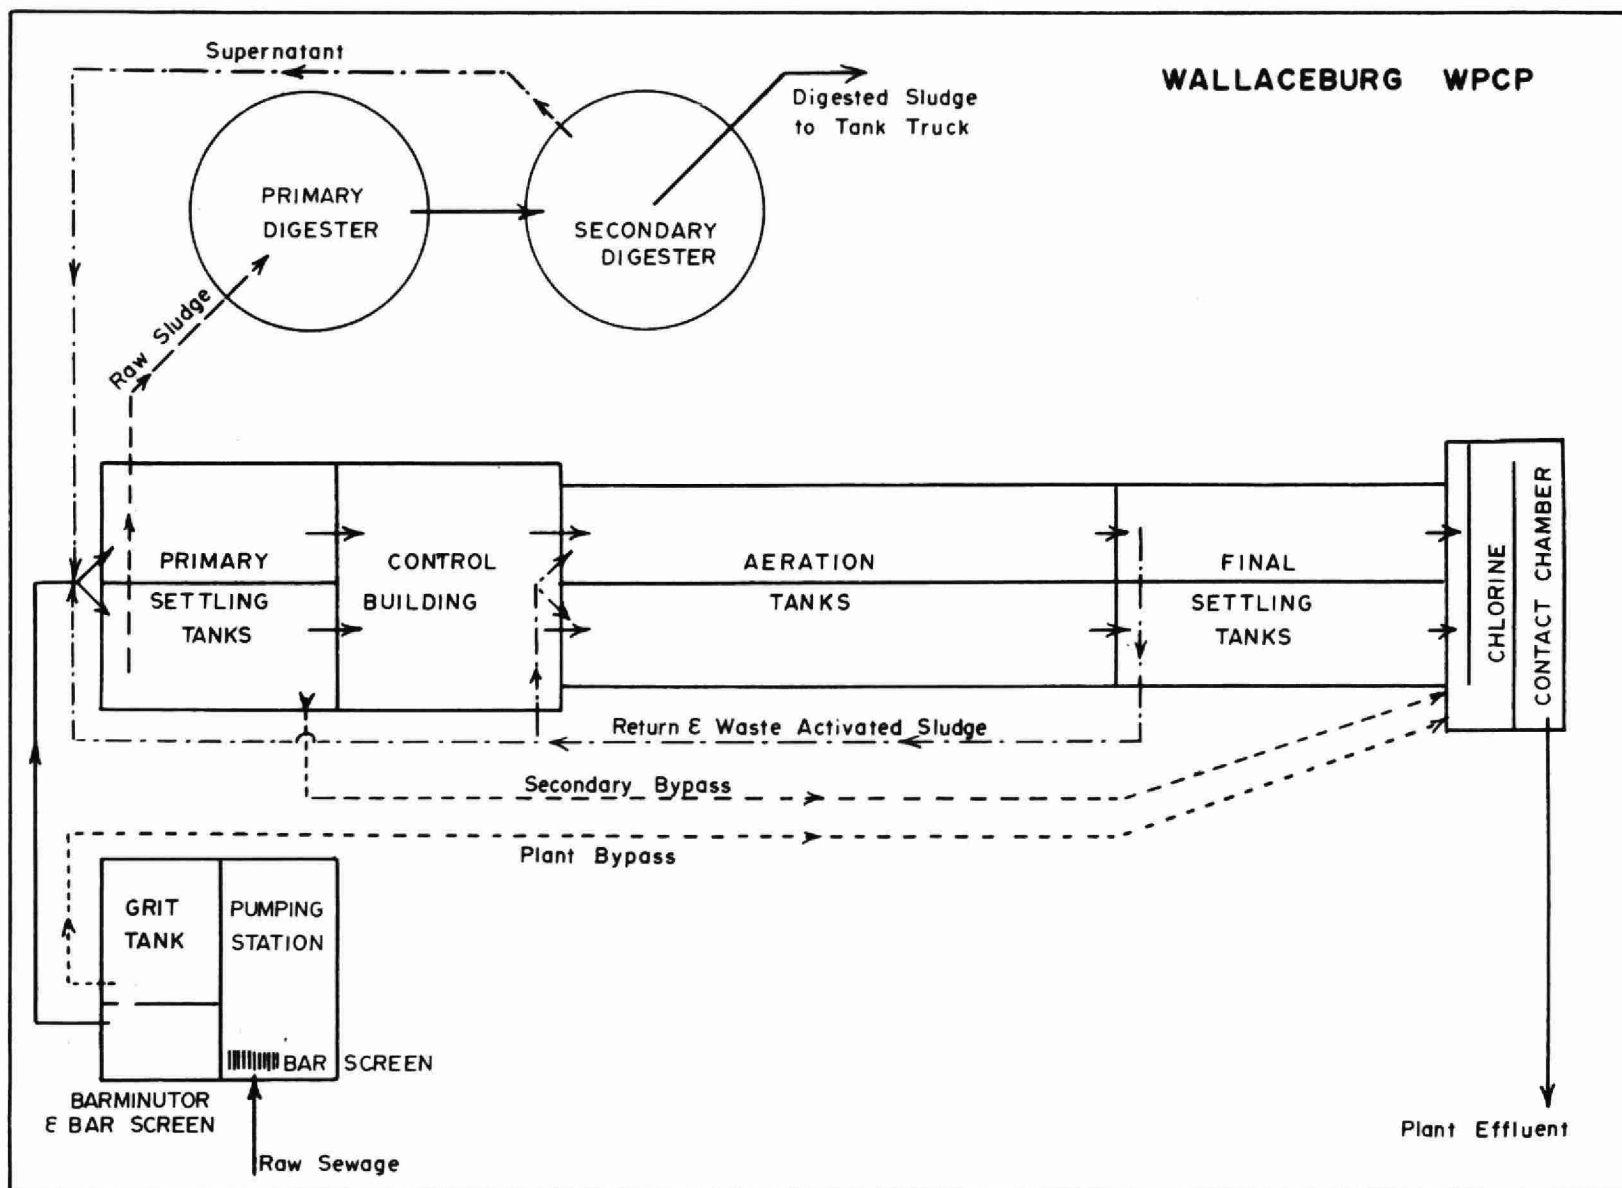 WALLACEBURG WPCP
Supernatant
Digested Sludge
to Tank Truck
PRIMARY
DIGESTER
SECONDARY
DIGESTER
Raw Sludge
PRIMARY
SETTLING
TANKS
CONTROL
BUILDING
AERATION
TANKS
FINAL
SETTLING
TANKS
CHLORINE
CONTACT CHAMBER
Return & Waste Activated Sludge
Secondary Bypass
Plant Bypass
GRIT
TANK
PUMPING
STATION
BAR SCREEN
BARMINUTOR
& BAR SCREEN
Raw Sewage
Plant Effluent